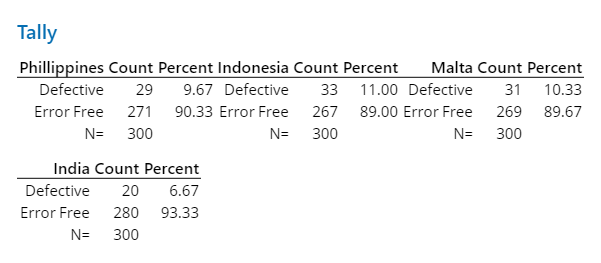 Tally
Phillippines Count Percent Indonesia Count Percent Malta Count Percent
Defective 29 9.67 Defective 33 11.00 Defective 31 10.33
Error Free 271 90.33 Error Free 267 89.00 Error Free 269 89.67
N= 300 N= 300 N= 300
India Count Percent
Defective 20 6.67
Error Free 280 93.33
N= 300